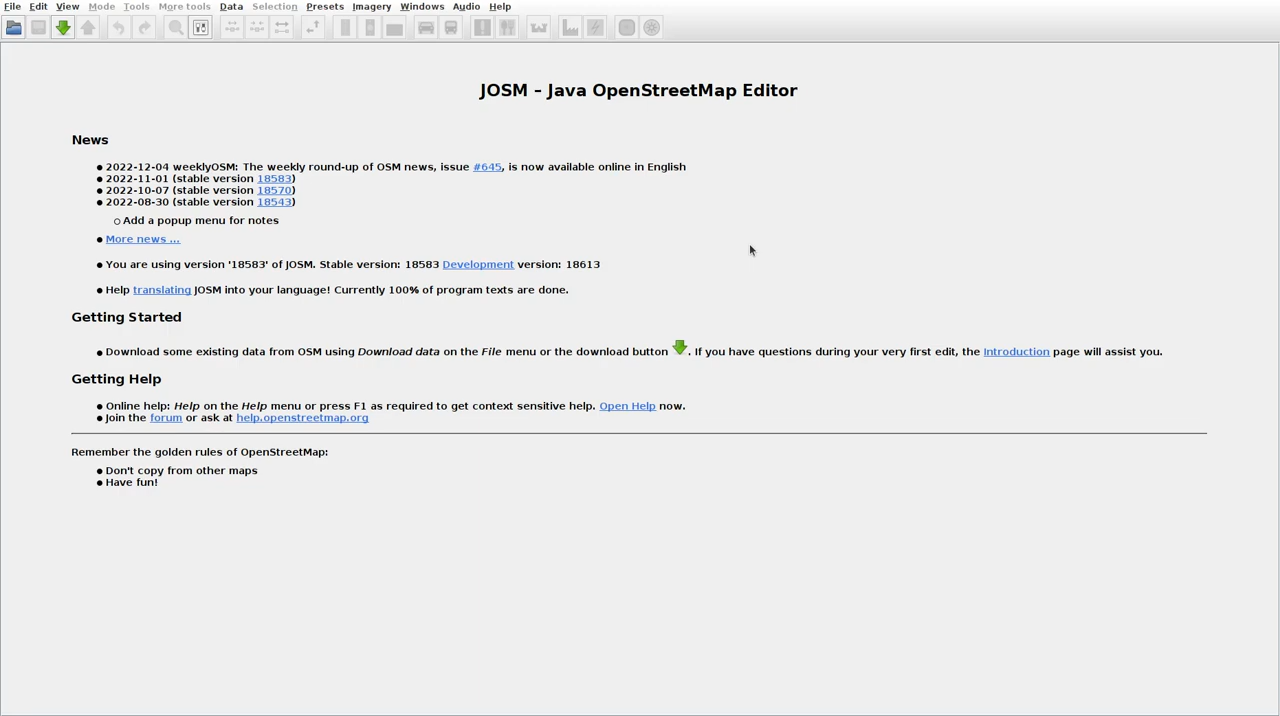 File Edit View Mode Tools More tools Data Selection Presets Imagery Windows Audio Help
JOSM – Java OpenStreetMap Editor
News
2022-12-04 weeklyOSM: The weekly round-up of OSM news, issue #645, is now available online in English
2022-11-01 (stable version 18583)
2022-10-07 (stable version 18570)
2022-08-30 (stable version 18543)
Add a popup menu for notes
More news ...
You are using version '18583' of JOSM. Stable version: 18583 Development version: 18613
Help translating JOSM into your language! Currently 100% of program texts are done.
Getting Started
Download some existing data from OSM using Download data on the File menu or the download button . If you have questions during your very first edit, the Introduction page will assist you.
Getting Help
Online help: Help on the Help menu or press F1 as required to get context sensitive help. Open Help now.
Join the forum or ask at help.openstreetmap.org
Remember the golden rules of OpenStreetMap:
Don't copy from other maps
Have fun!